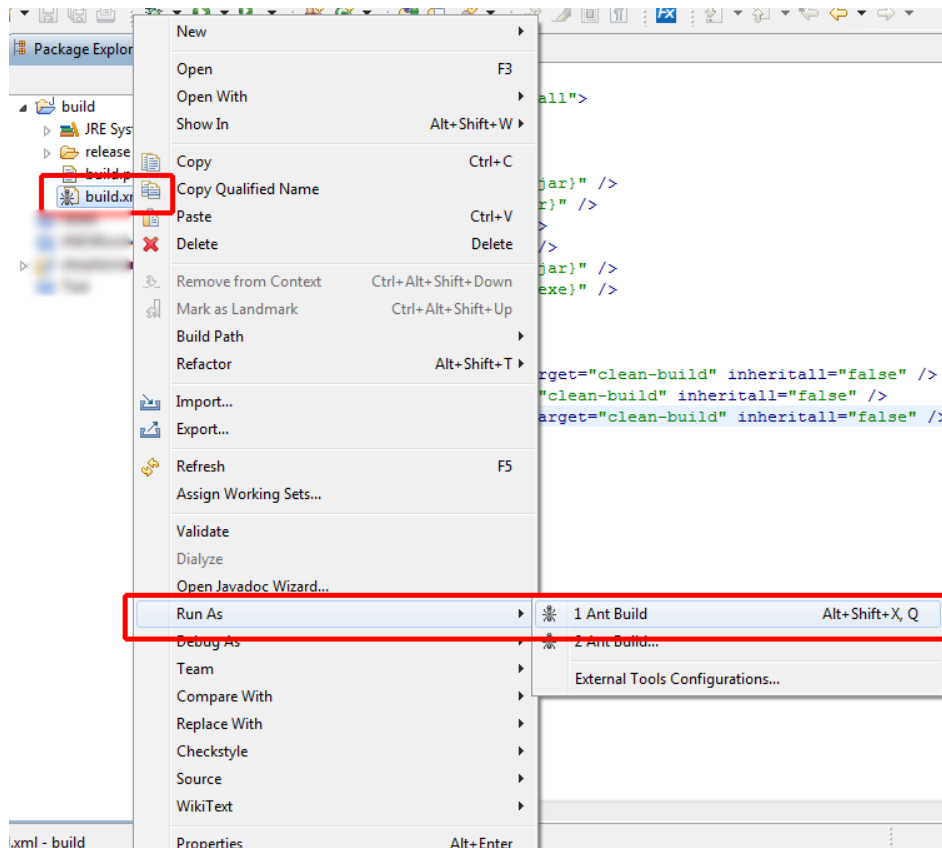 Package Explor
build
JRE Sys
release
build.p
build.xr
New
Open F3
Open With
Show In Alt+Shift+W
Copy Ctrl+C
Copy Qualified Name
Paste Ctrl+V
Delete Delete
Remove from Context Ctrl+Alt+Shift+Down
Mark as Landmark Ctrl+Alt+Shift+Up
Build Path
Refactor Alt+Shift+T
Import...
Export...
Refresh F5
Assign Working Sets...
Validate
Dialyze
Open Javadoc Wizard...
Run As
Debug As
Team
Compare With
Replace With
Checkstyle
Source
WikiText
Properties Alt+Enter
1 Ant Build Alt+Shift+X, Q
2 Ant Build...
External Tools Configurations...
FX
all">
jar}" />
r}" />
>
/>
jar}" />
exe}" />
rget="clean-build" inheritall="false" />
"clean-build" inheritall="false" />
arget="clean-build" inheritall="false" />
.xml - build